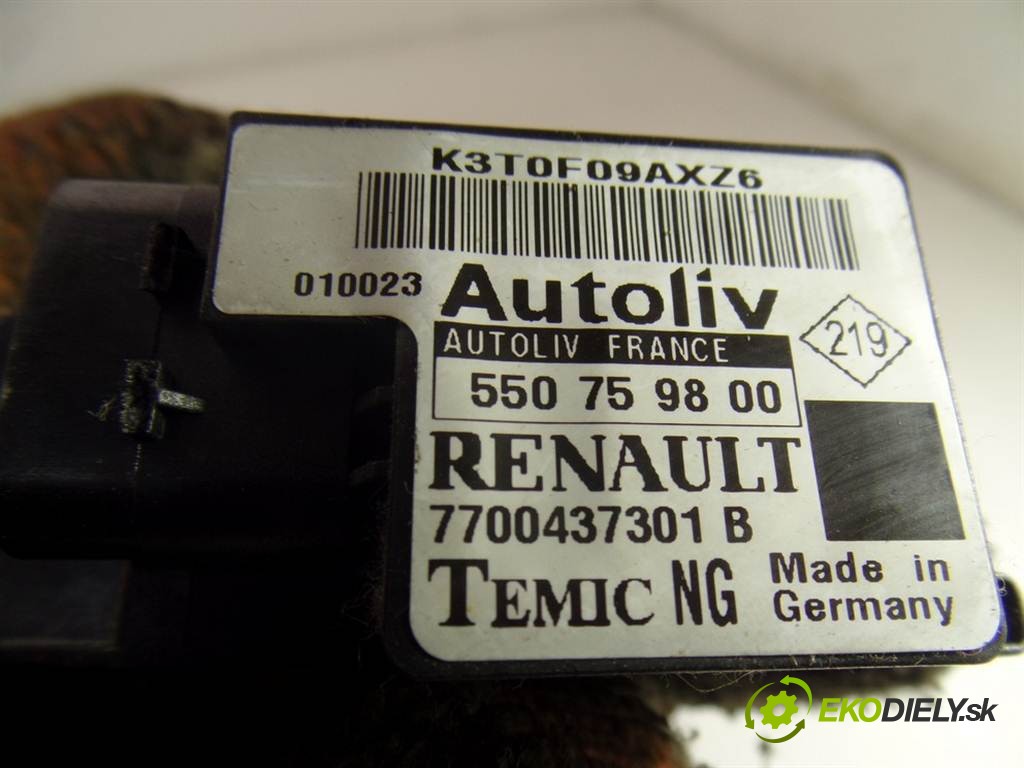 K3T0F09AXZ6
010023
Autoliv
219
AUTOLIV FRANCE
550 75 98 00
RENAULT
7700437301 B
TEMIC NG
Made in
Germany
EKODIELY.sk